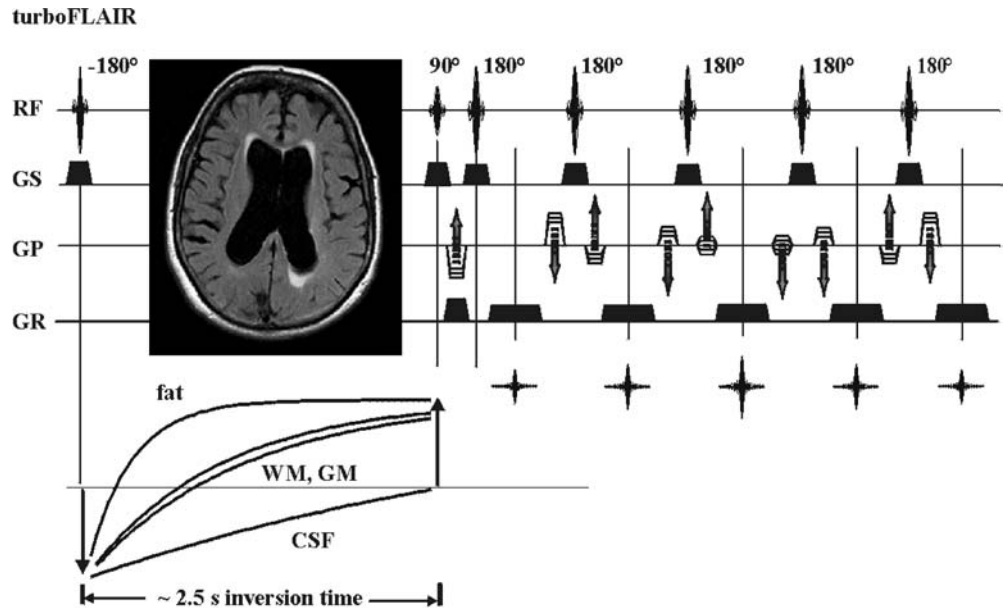 turboFLAIR
-180° 90° 180° 180° 180° 180° 180°
RF
GS
GP
GR
fat
WM, GM
CSF
~ 2.5 s inversion time